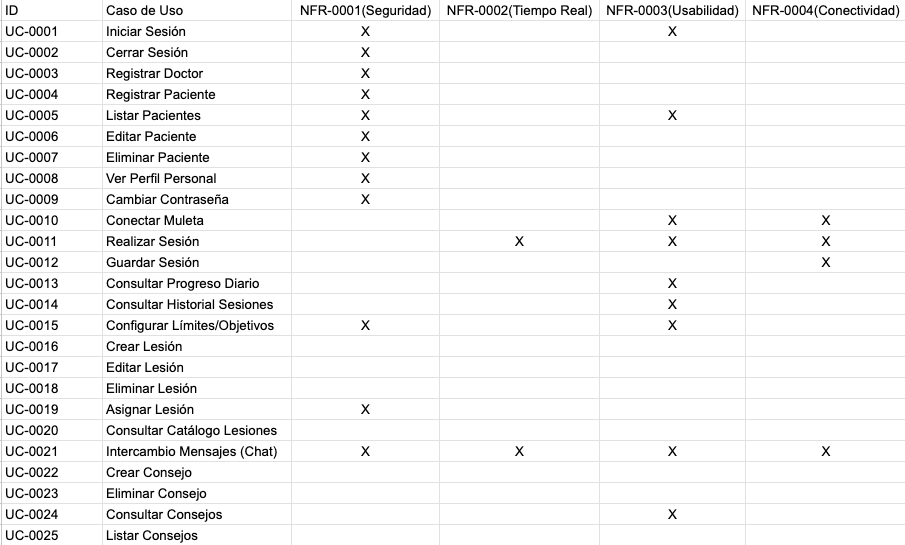 ID Caso de Uso NFR-0001(Seguridad) NFR-0002(Tiempo Real) NFR-0003(Usabilidad) NFR-0004(Conectividad)
UC-0001 Iniciar Sesión X X
UC-0002 Cerrar Sesión X
UC-0003 Registrar Doctor X
UC-0004 Registrar Paciente X
UC-0005 Listar Pacientes X X
UC-0006 Editar Paciente X
UC-0007 Eliminar Paciente X
UC-0008 Ver Perfil Personal X
UC-0009 Cambiar Contraseña X
UC-0010 Conectar Muleta X X
UC-0011 Realizar Sesión X X X
UC-0012 Guardar Sesión X
UC-0013 Consultar Progreso Diario X
UC-0014 Consultar Historial Sesiones X
UC-0015 Configurar Límites/Objetivos X X
UC-0016 Crear Lesión
UC-0017 Editar Lesión
UC-0018 Eliminar Lesión
UC-0019 Asignar Lesión X
UC-0020 Consultar Catálogo Lesiones
UC-0021 Intercambio Mensajes (Chat) X X X X
UC-0022 Crear Consejo
UC-0023 Eliminar Consejo
UC-0024 Consultar Consejos X
UC-0025 Listar Consejos